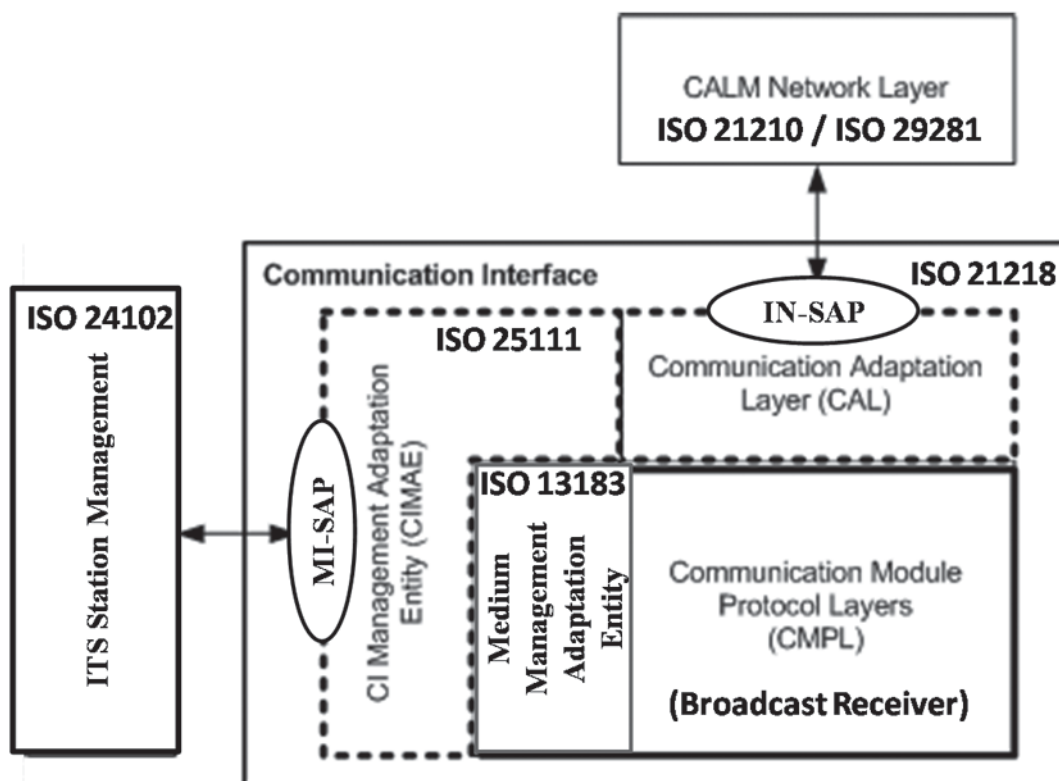 CALM Network Layer
ISO 21210 / ISO 29281
Communication Interface
ISO 21218
IN-SAP
ISO 24102
ITS Station Management
ISO 25111
Communication Adaptation
Layer (CAL)
MI-SAP
CI Management Adaptation
Entity (CIMAE)
ISO 13183
Medium
Management
Adaptation
Entity
Communication Module
Protocol Layers
(CMPL)
(Broadcast Receiver)